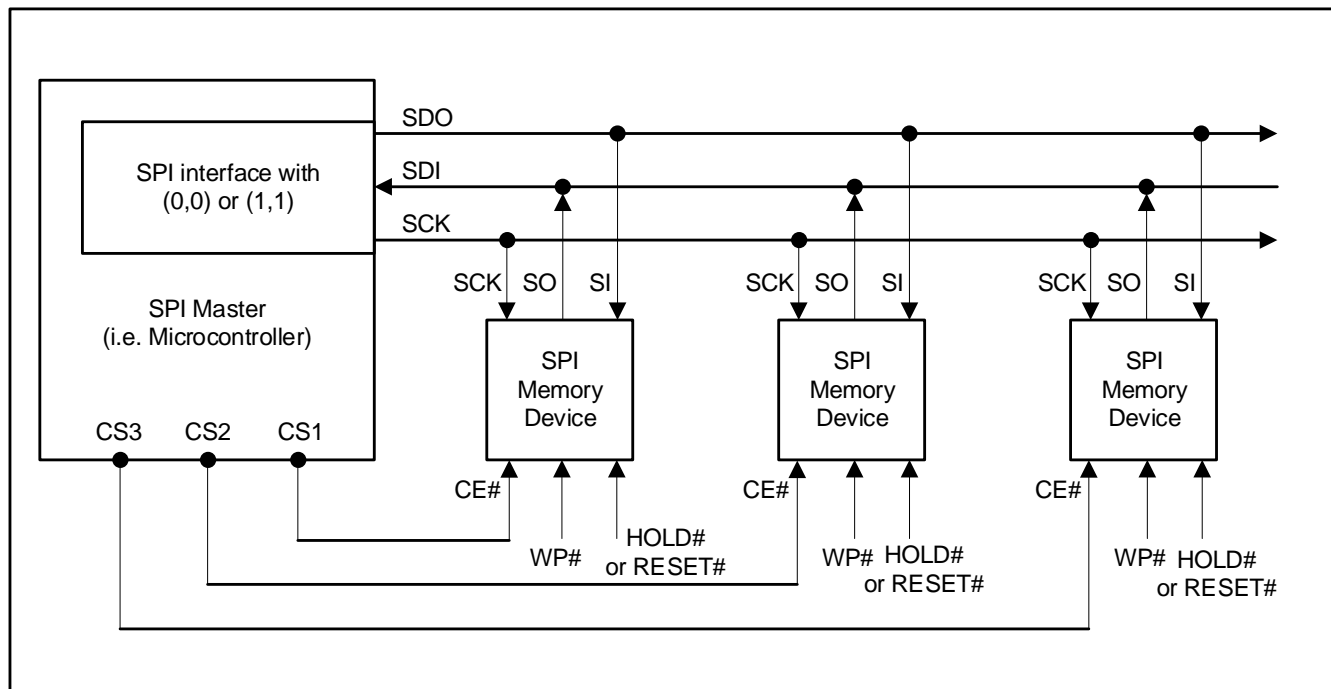 SDO
SPI interface with
(0,0) or (1,1)
SDI
SCK
SCK SO SI
SCK SO SI
SCK SO SI
SPI Master
(i.e. Microcontroller)
SPI
Memory
Device
SPI
Memory
Device
SPI
Memory
Device
CS3 CS2 CS1
CE#
WP#
HOLD#
or RESET#
CE#
WP#
HOLD#
or RESET#
CE#
WP#
HOLD#
or RESET#